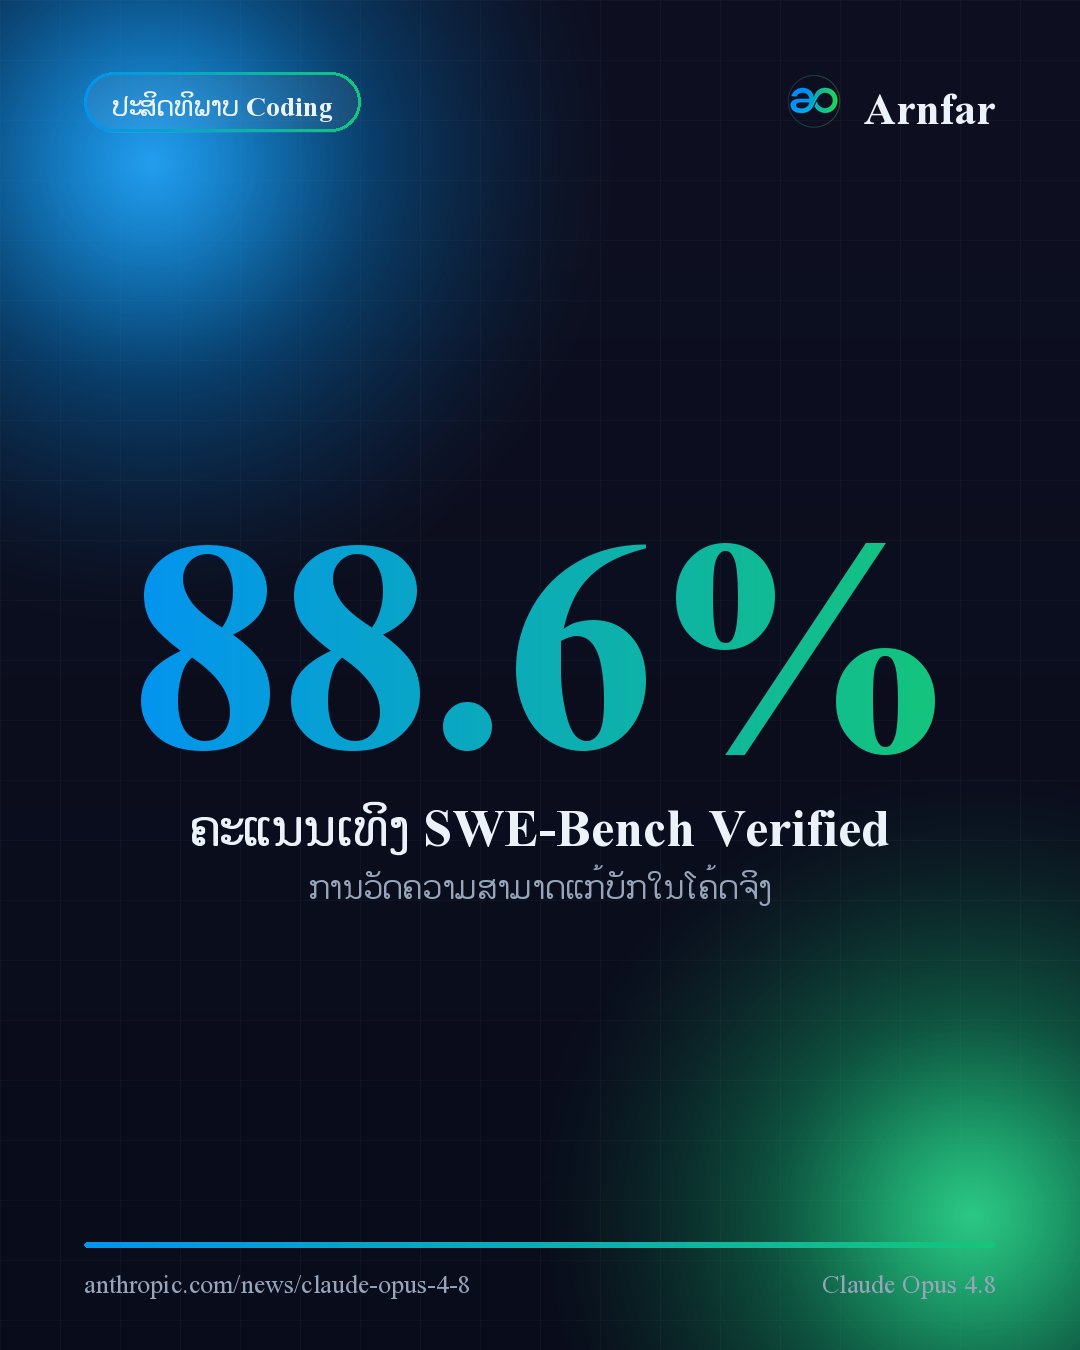 ປະສິດທິພາບ Coding
Arnfar
88.6%
ຄະແນນເທິງ SWE-Bench Verified
ການວັດຄວາມສາມາດແກ້ບັກໃນໂຄ້ດຈິງ
anthropic.com/news/claude-opus-4-8
Claude Opus 4.8